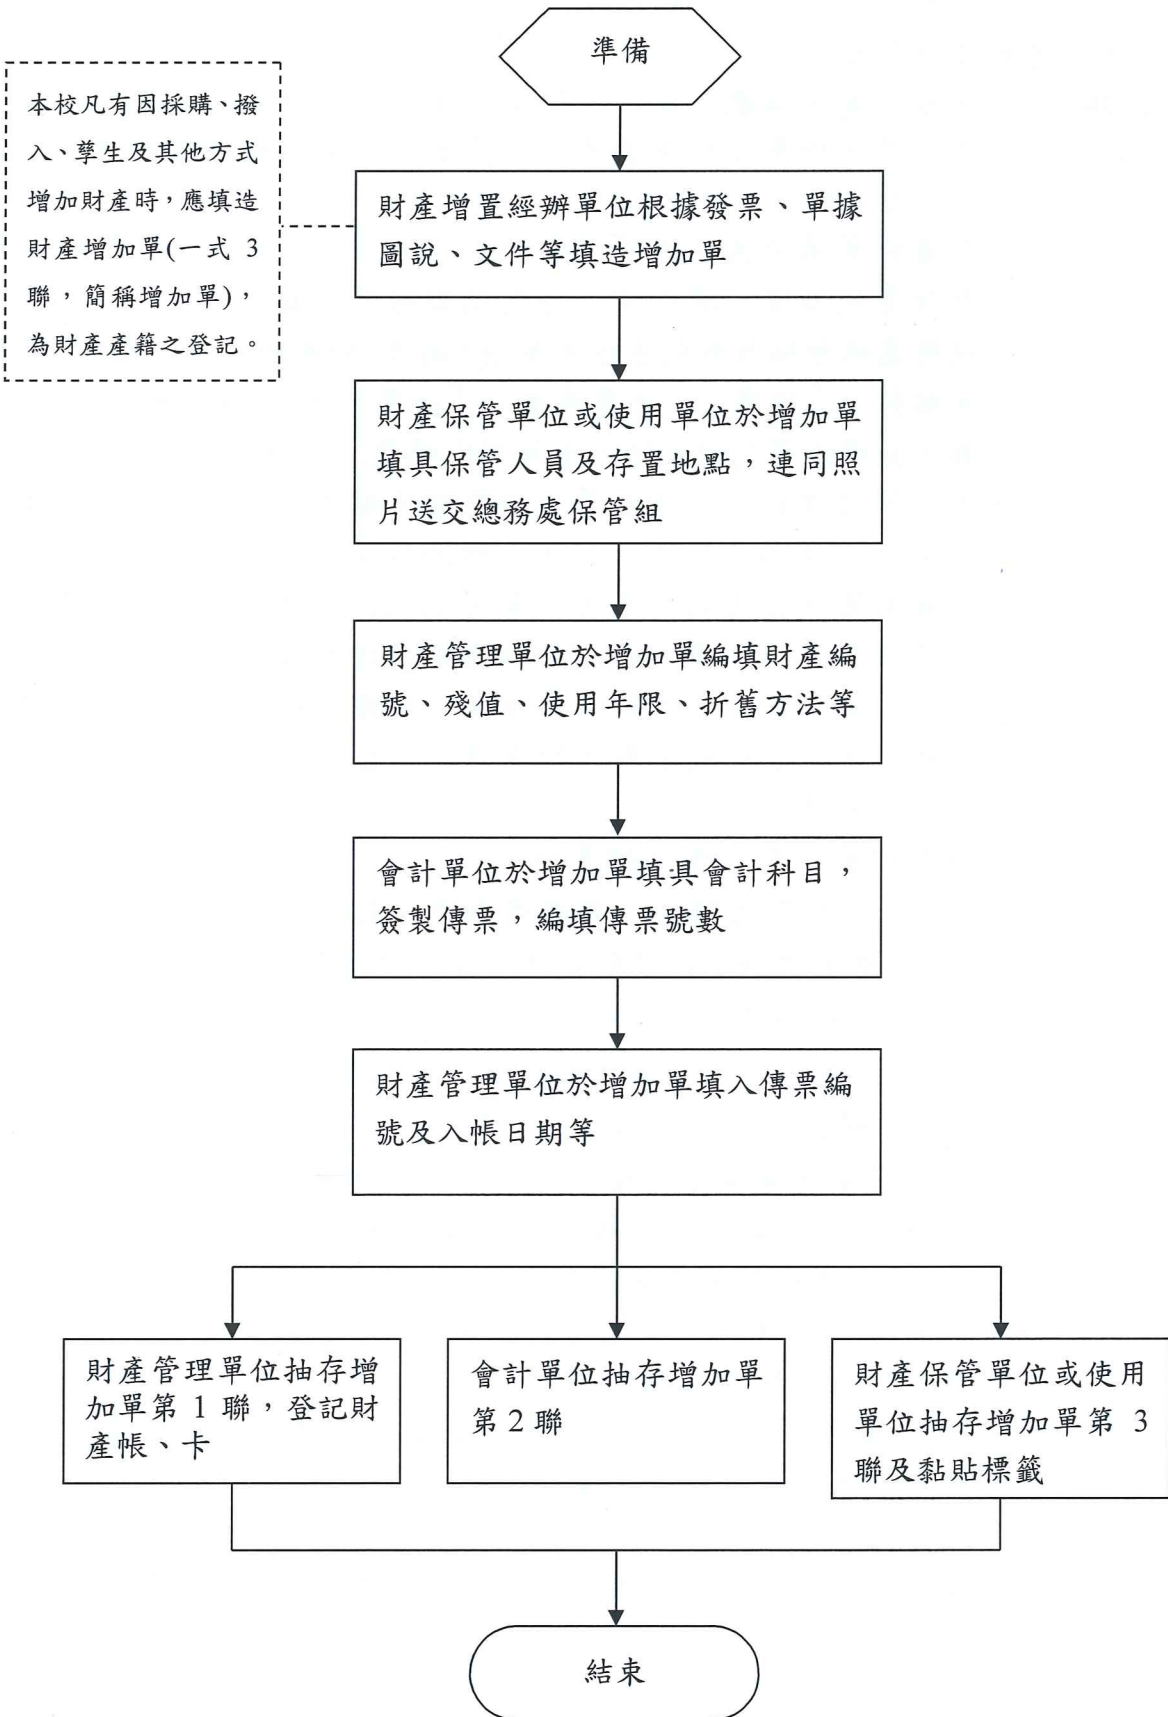 準備
本校凡有因採購、撥
入、孳生及其他方式
增加財產時，應填造
財產增加單(一式 3
聯，簡稱增加單)，
為財產產籍之登記。
財產增置經辦單位根據發票、單據
圖說、文件等填造增加單
財產保管單位或使用單位於增加單
填具保管人員及存置地點，連同照
片送交總務處保管組
財產管理單位於增加單編填財產編
號、殘值、使用年限、折舊方法等
會計單位於增加單填具會計科目，
簽製傳票，編填傳票號數
財產管理單位於增加單填入傳票編
號及入帳日期等
財產管理單位抽存增
加單第 1 聯，登記財
產帳、卡
會計單位抽存增加單
第 2 聯
財產保管單位或使用
單位抽存增加單第 3
聯及黏貼標籤
結束